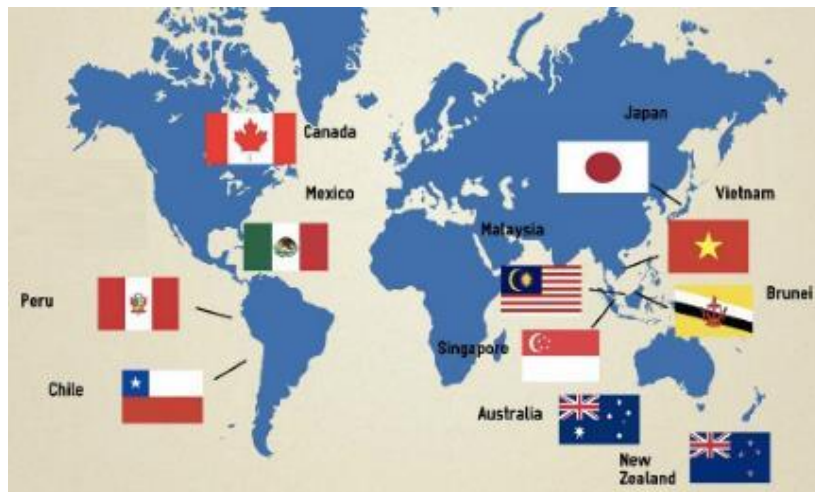 Canada
Japan
Mexico
Vietnam
Malaysia
Peru
Brunei
Singapore
Chile
Australia
New
Zealand